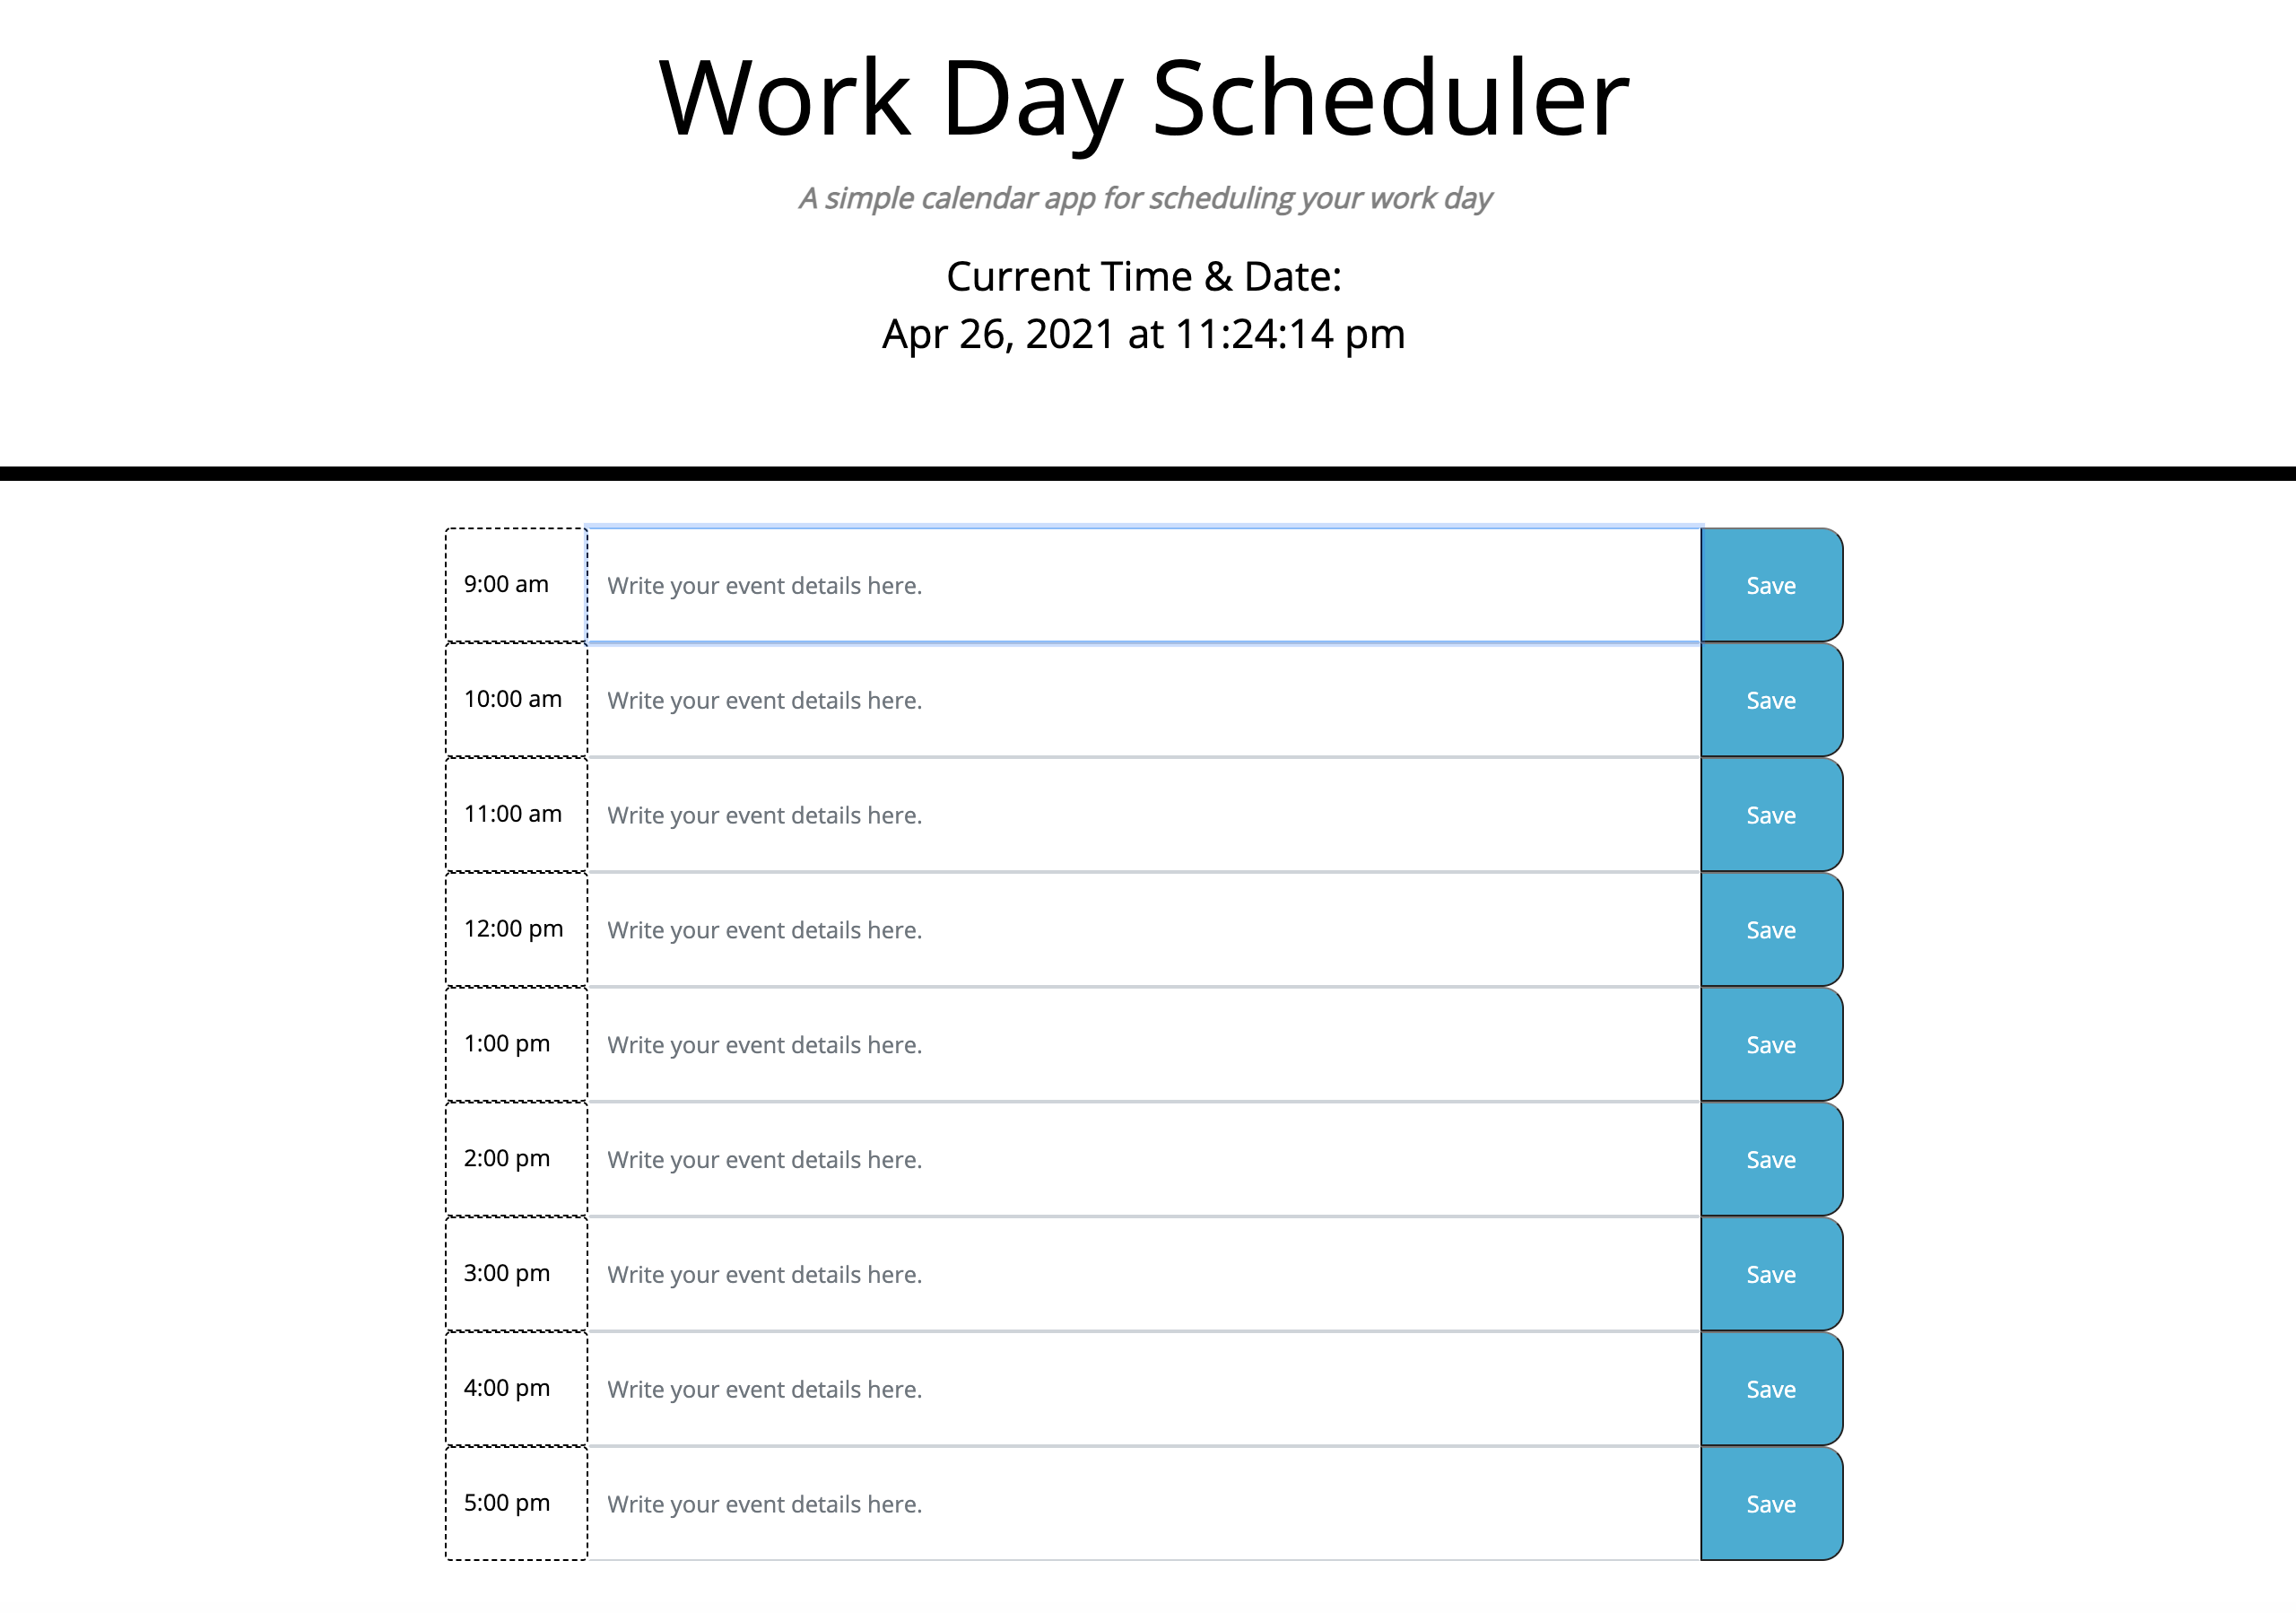 Work Day Scheduler
A simple calendar app for scheduling your work day
Current Time & Date:
Apr 26, 2021 at 11:24:14 pm
9:00 am Write your event details here. Save
10:00 am Write your event details here. Save
11:00 am Write your event details here. Save
12:00 pm Write your event details here. Save
1:00 pm Write your event details here. Save
2:00 pm Write your event details here. Save
3:00 pm Write your event details here. Save
4:00 pm Write your event details here. Save
5:00 pm Write your event details here. Save